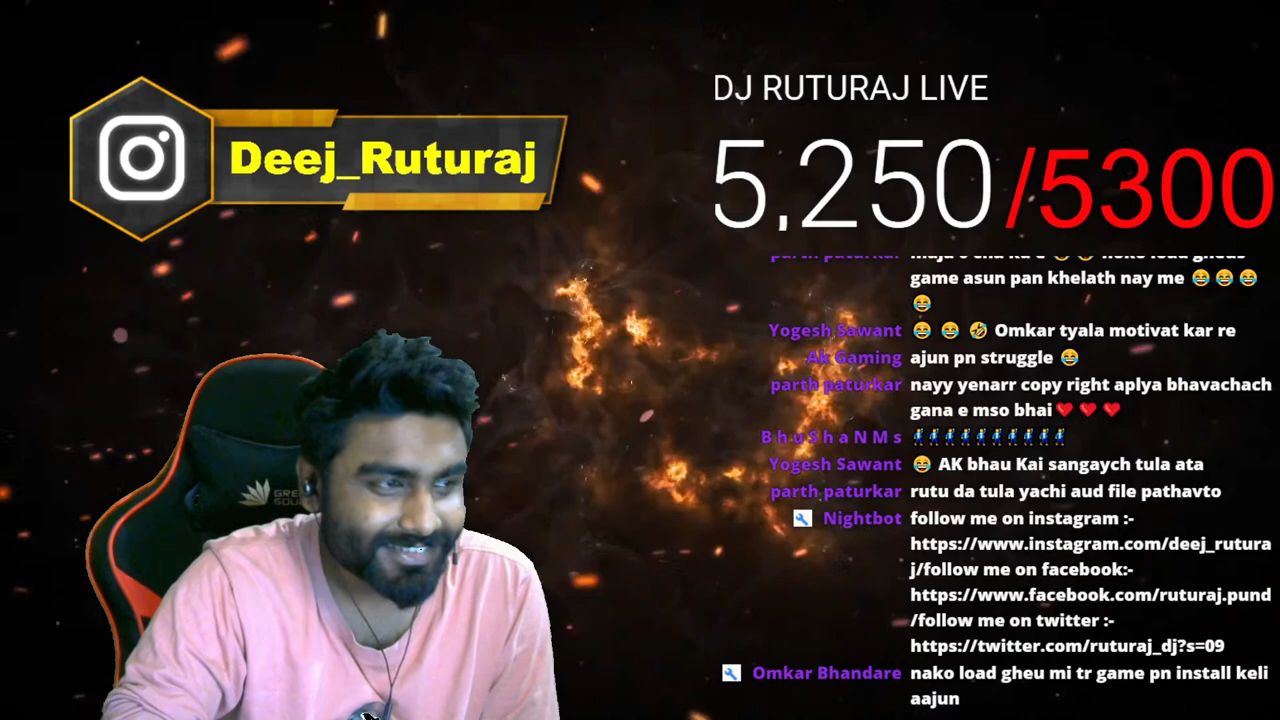 Deej_Ruturaj
DJ RUTURAJ LIVE
5,250/5300
parth paturkar
game asun pan khelath nay me 😂 😂 😂
😂
Yogesh Sawant 😂 😂 🤣 Omkar tyala motivat kar re
Ak Gaming ajun pn struggle 😂
parth paturkar nayy yenarr copy right aplya bhavachach
gana e mso bhai❤️ ❤️ ❤️
B h u S h a N M s
Yogesh Sawant 😂 AK bhau Kai sangaych tula ata
parth paturkar rutu da tula yachi aud file pathavto
Nightbot follow me on instagram :-
https://www.instagram.com/deej_rutura
j/follow me on facebook:-
https://www.facebook.com/ruturaj.pund
/follow me on twitter :-
https://twitter.com/ruturaj_dj?s=09
Omkar Bhandare nako load gheu mi tr game pn install keli
aajun